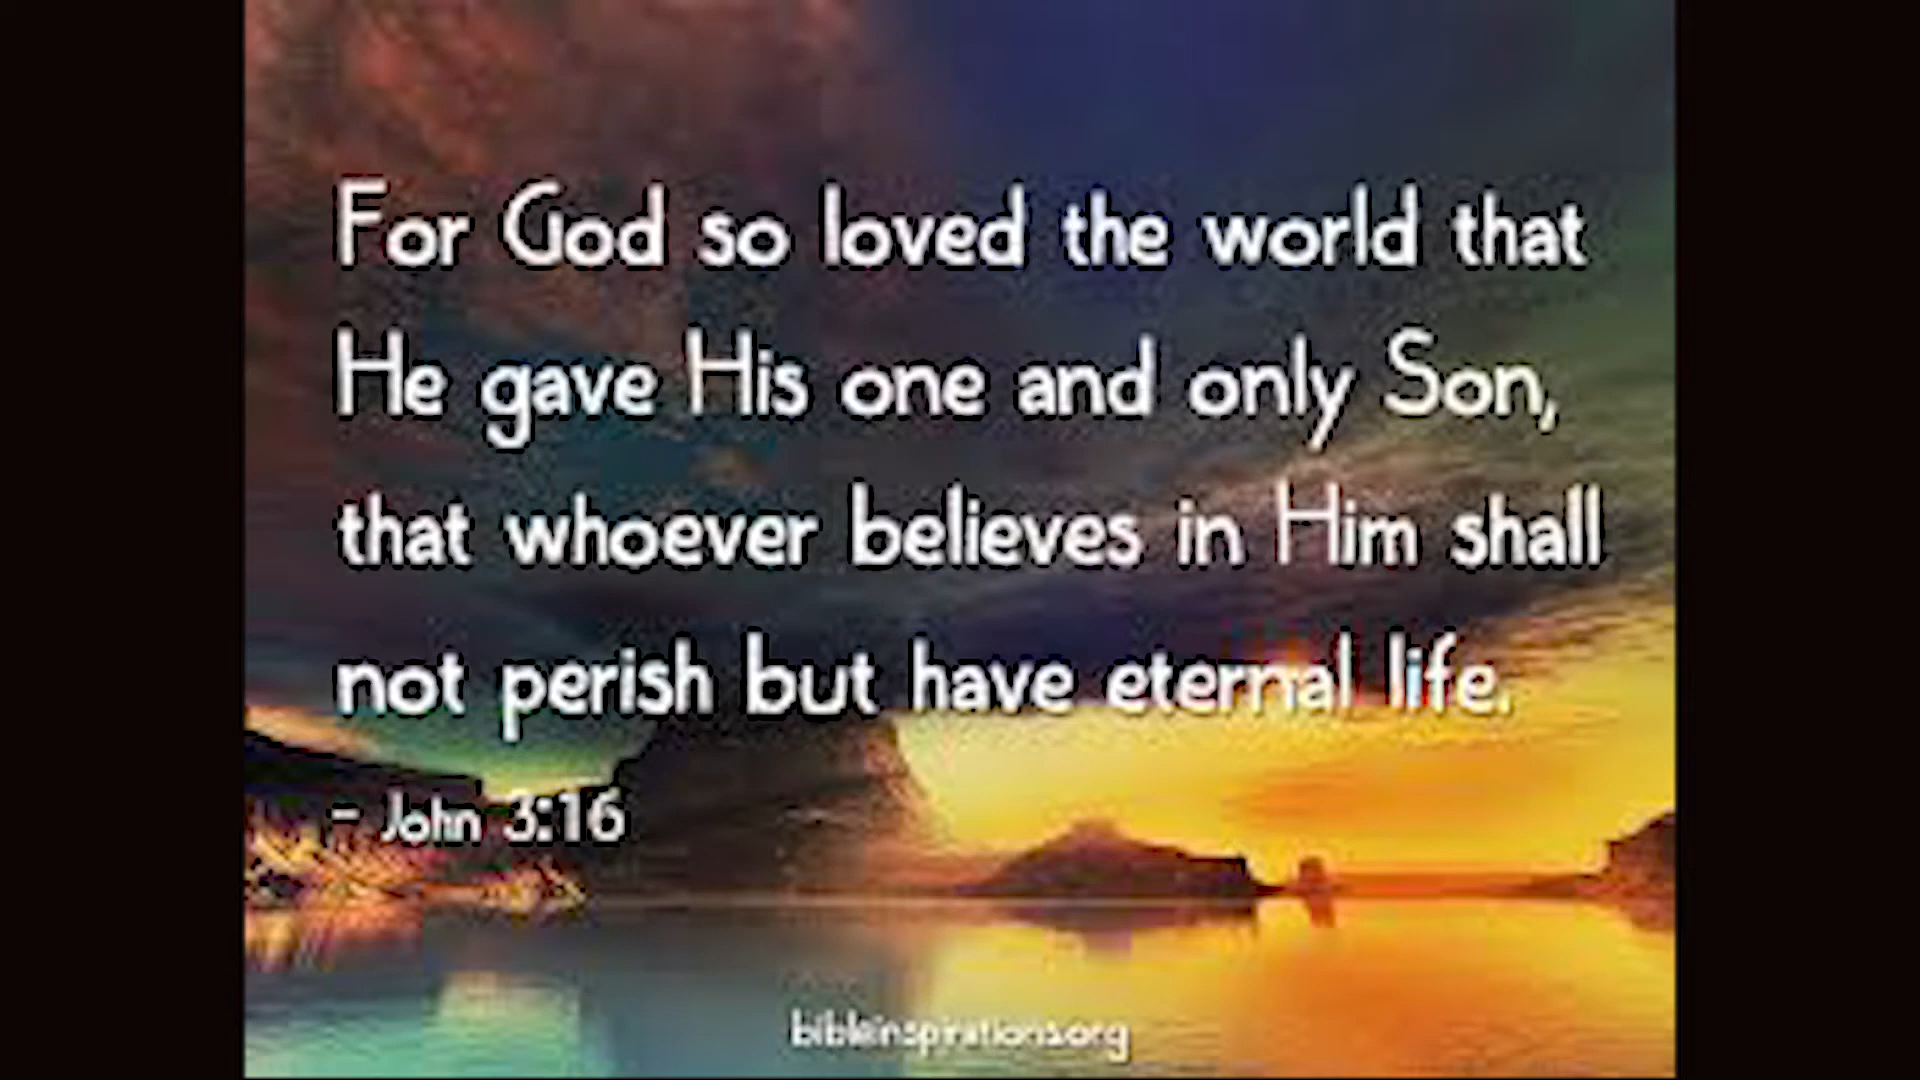 For God so loved the world that
He gave His one and only Son,
that whoever believes in Him shall
not perish but have eternal life.
- John 3:16
bibleinspirations.org